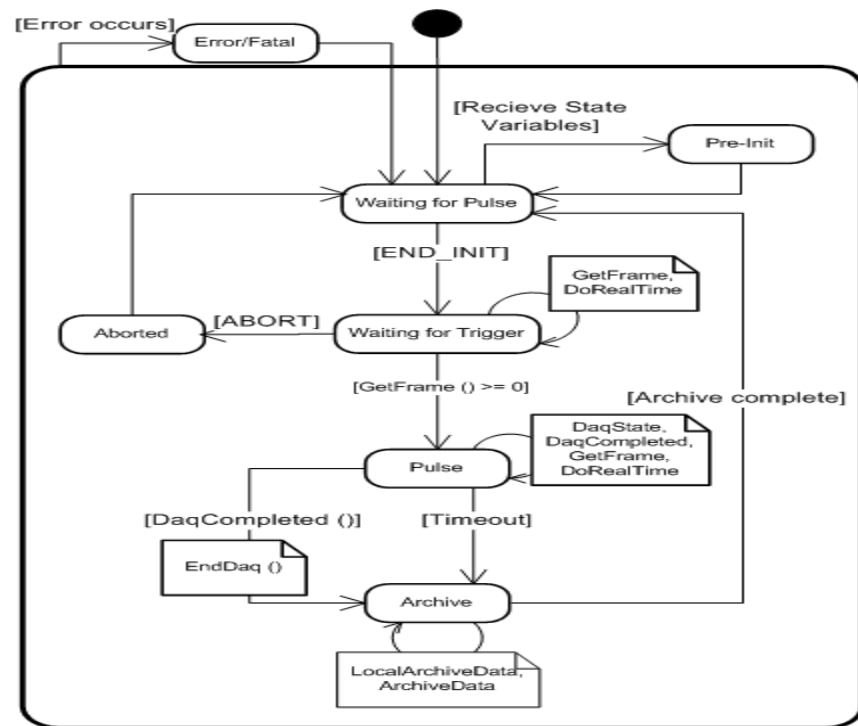 [Error occurs]
Error/Fatal
[Recieve State
Variables]
Pre-Init
Waiting for Pulse
[END_INIT]
GetFrame,
DoRealTime
Aborted
[ABORT]
Waiting for Trigger
[GetFrame () >= 0]
[Archive complete]
DaqState,
DaqCompleted,
GetFrame,
DoRealTime
Pulse
[DaqCompleted ()]
[Timeout]
EndDaq ()
Archive
LocalArchiveData,
ArchiveData